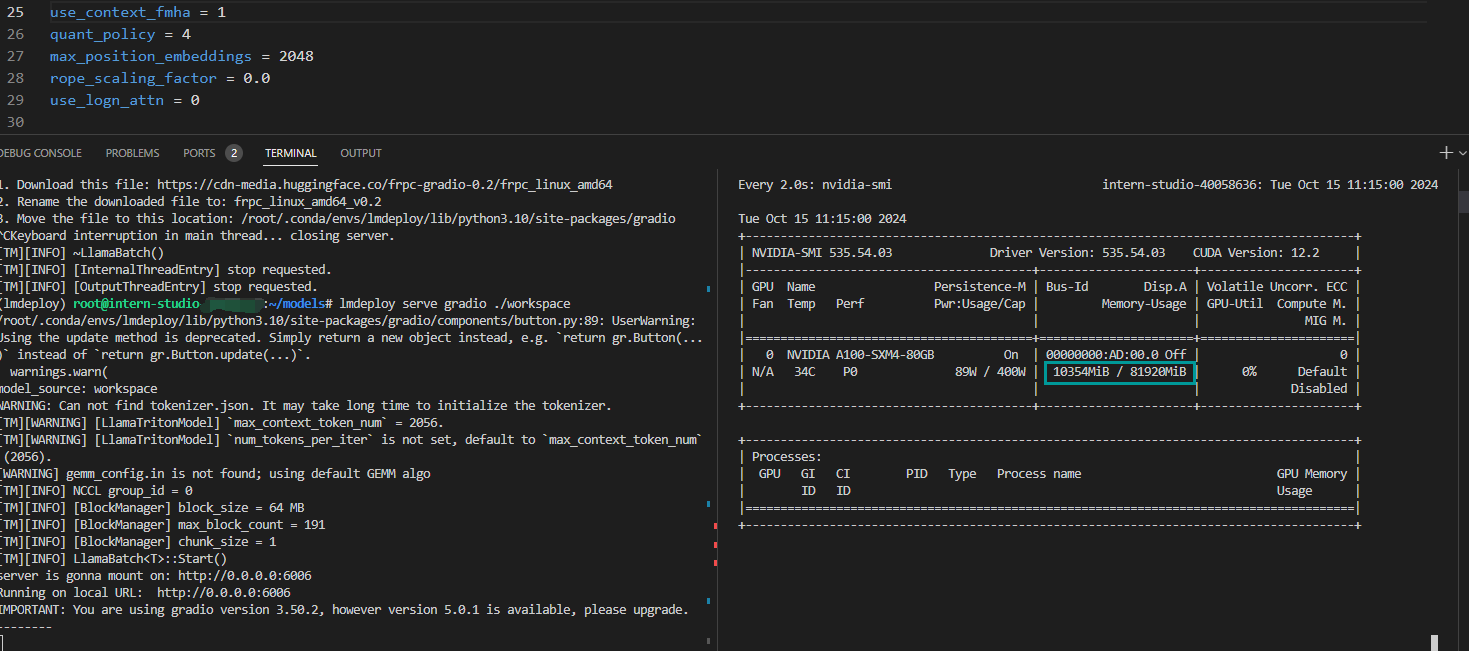 25 use_context_fmha = 1
26 quant_policy = 4
27 max_position_embeddings = 2048
28 rope_scaling_factor = 0.0
29 use_logn_attn = 0
30
DEBUG CONSOLE PROBLEMS PORTS 2 TERMINAL OUTPUT
1. Download this file: https://cdn-media.huggingface.co/frpc-gradio-0.2/frpc_linux_amd64
2. Rename the downloaded file to: frpc_linux_amd64_v0.2
3. Move the file to this location: /root/.conda/envs/lmdeploy/lib/python3.10/site-packages/gradio
^CKeyboard interruption in main thread... closing server.
[TM][INFO] ~LlamaBatch()
[TM][INFO] [InternalThreadEntry] stop requested.
[TM][INFO] [OutputThreadEntry] stop requested.
(lmdeploy) root@intern-studio :~/models# lmdeploy serve gradio ./workspace
/root/.conda/envs/lmdeploy/lib/python3.10/site-packages/gradio/components/button.py:89: UserWarning:
Using the update method is deprecated. Simply return a new object instead, e.g. `return gr.Button(...
)` instead of `return gr.Button.update(...)`.
warnings.warn(
model_source: workspace
WARNING: Can not find tokenizer.json. It may take long time to initialize the tokenizer.
[TM][WARNING] [LlamaTritonModel] `max_context_token_num` = 2056.
[TM][WARNING] [LlamaTritonModel] `num_tokens_per_iter` is not set, default to `max_context_token_num`
(2056).
[WARNING] gemm_config.in is not found; using default GEMM algo
[TM][INFO] NCCL group_id = 0
[TM][INFO] [BlockManager] block_size = 64 MB
[TM][INFO] [BlockManager] max_block_count = 191
[TM][INFO] [BlockManager] chunk_size = 1
[TM][INFO] LlamaBatch<T>::Start()
server is gonna mount on: http://0.0.0.0:6006
Running on local URL:  http://0.0.0.0:6006
IMPORTANT: You are using gradio version 3.50.2, however version 5.0.1 is available, please upgrade.
--------
Every 2.0s: nvidia-smi intern-studio-40058636: Tue Oct 15 11:15:00 2024
Tue Oct 15 11:15:00 2024
| NVIDIA-SMI 535.54.03 Driver Version: 535.54.03 CUDA Version: 12.2 |
| GPU Name Persistence-M | Bus-Id Disp.A | Volatile Uncorr. ECC |
| Fan Temp Perf Pwr:Usage/Cap | Memory-Usage | GPU-Util Compute M. |
| | | MIG M. |
| 0 NVIDIA A100-SXM4-80GB On | 00000000:AD:00.0 Off | 0 |
| N/A 34C P0 89W / 400W | 10354MiB / 81920MiB | 0% Default |
| | | Disabled |
| Processes: |
| GPU GI CI PID Type Process name GPU Memory |
| ID ID Usage |